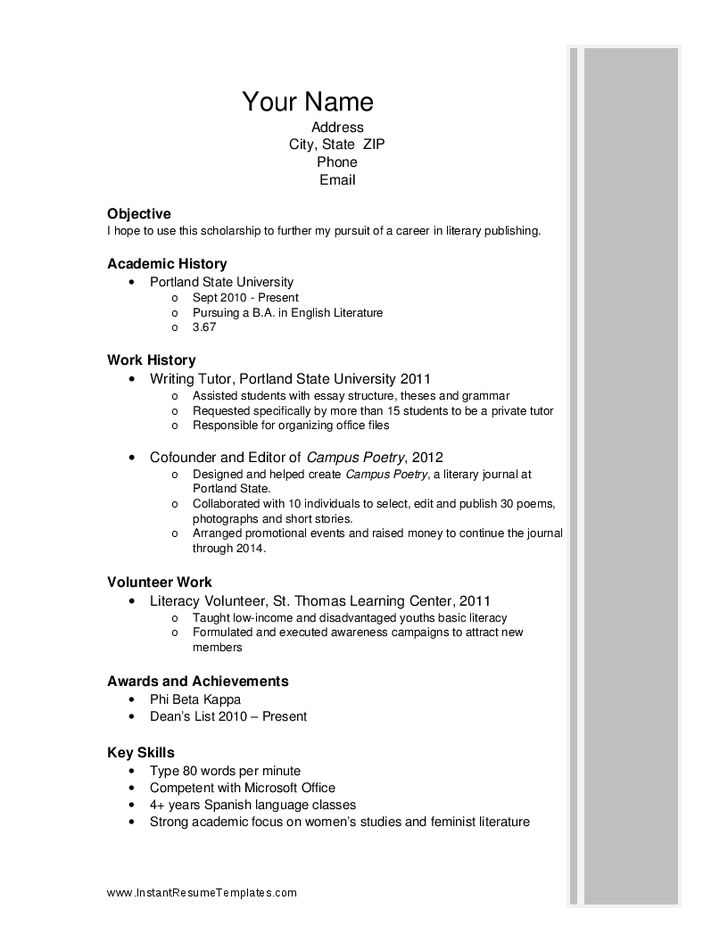 Your Name
Address
City, State  ZIP
Phone
Email
Objective
I hope to use this scholarship to further my pursuit of a career in literary publishing.
Academic History
• Portland State University
o Sept 2010 - Present
o Pursuing a B.A. in English Literature
o 3.67
Work History
• Writing Tutor, Portland State University 2011
o Assisted students with essay structure, theses and grammar
o Requested specifically by more than 15 students to be a private tutor
o Responsible for organizing office files
• Cofounder and Editor of Campus Poetry, 2012
o Designed and helped create Campus Poetry, a literary journal at
Portland State.
o Collaborated with 10 individuals to select, edit and publish 30 poems,
photographs and short stories.
o Arranged promotional events and raised money to continue the journal
through 2014.
Volunteer Work
• Literacy Volunteer, St. Thomas Learning Center, 2011
o Taught low-income and disadvantaged youths basic literacy
o Formulated and executed awareness campaigns to attract new
members
Awards and Achievements
• Phi Beta Kappa
• Dean’s List 2010 – Present
Key Skills
• Type 80 words per minute
• Competent with Microsoft Office
• 4+ years Spanish language classes
• Strong academic focus on women’s studies and feminist literature
www.InstantResumeTemplates.com